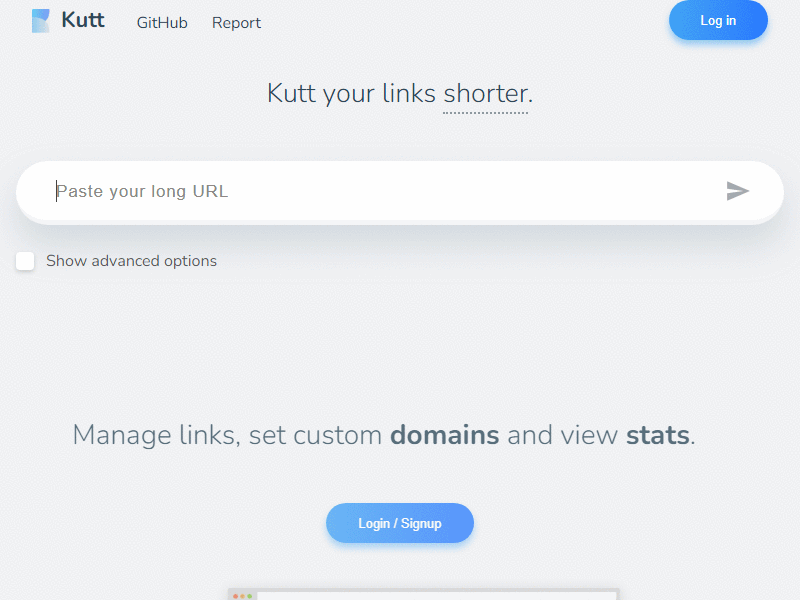 Kutt GitHub Report Log in
Kutt your links shorter.
Paste your long URL
Show advanced options
Manage links, set custom domains and view stats.
Login / Signup